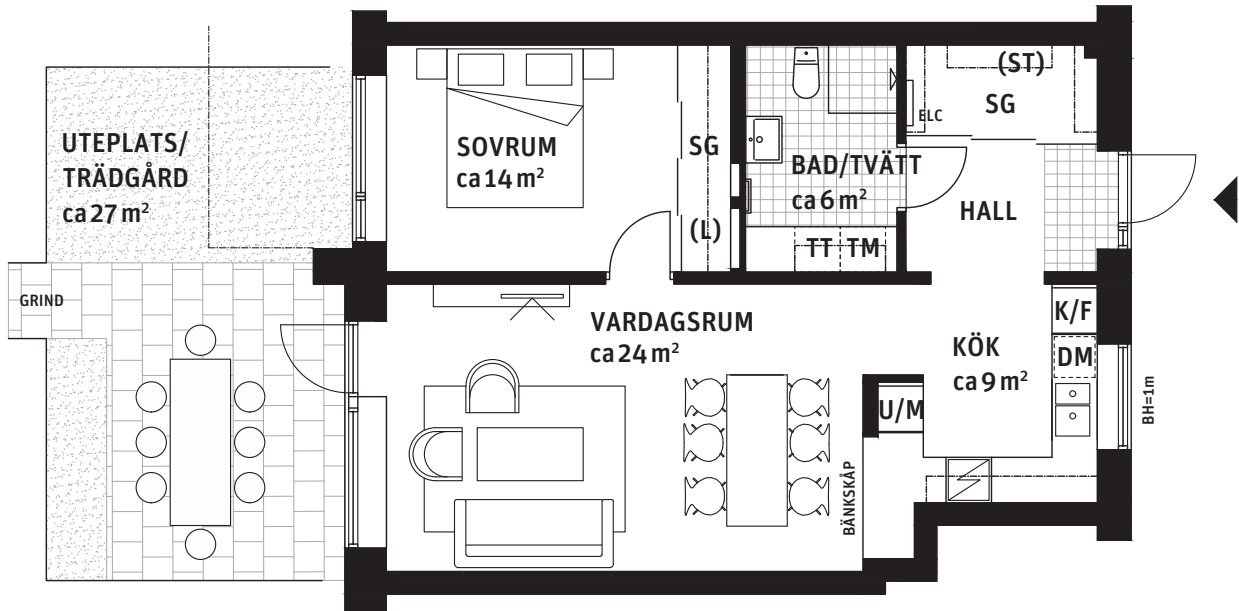 UTEPLATS/
TRÄDGÅRD
ca 27 m²
GRIND
SOVRUM
ca 14 m²
SG
(L)
BAD/TVÄTT
ca 6 m²
TT TM
ELC
(ST)
SG
HALL
VARDAGSRUM
ca 24 m²
KÖK
ca 9 m²
K/F
DM
U/M
BÄNKSKÅP
BH=1m